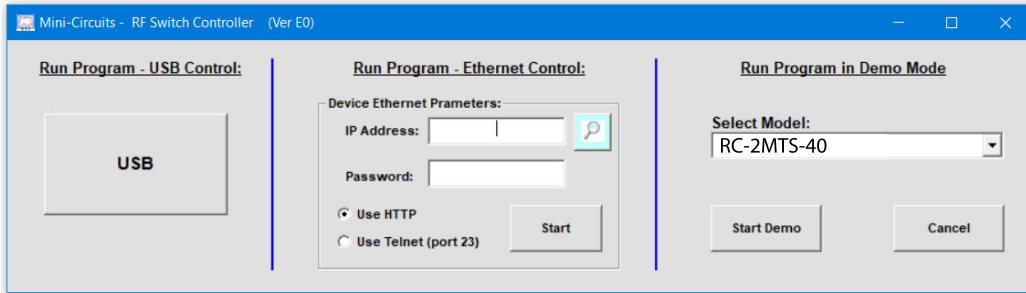 Mini-Circuits - RF Switch Controller (Ver E0)
Run Program - USB Control:
USB
Run Program - Ethernet Control:
Device Ethernet Prameters:
IP Address:
Password:
Use HTTP
Use Telnet (port 23)
Start
Run Program in Demo Mode
Select Model:
RC-2MTS-40
Start Demo
Cancel